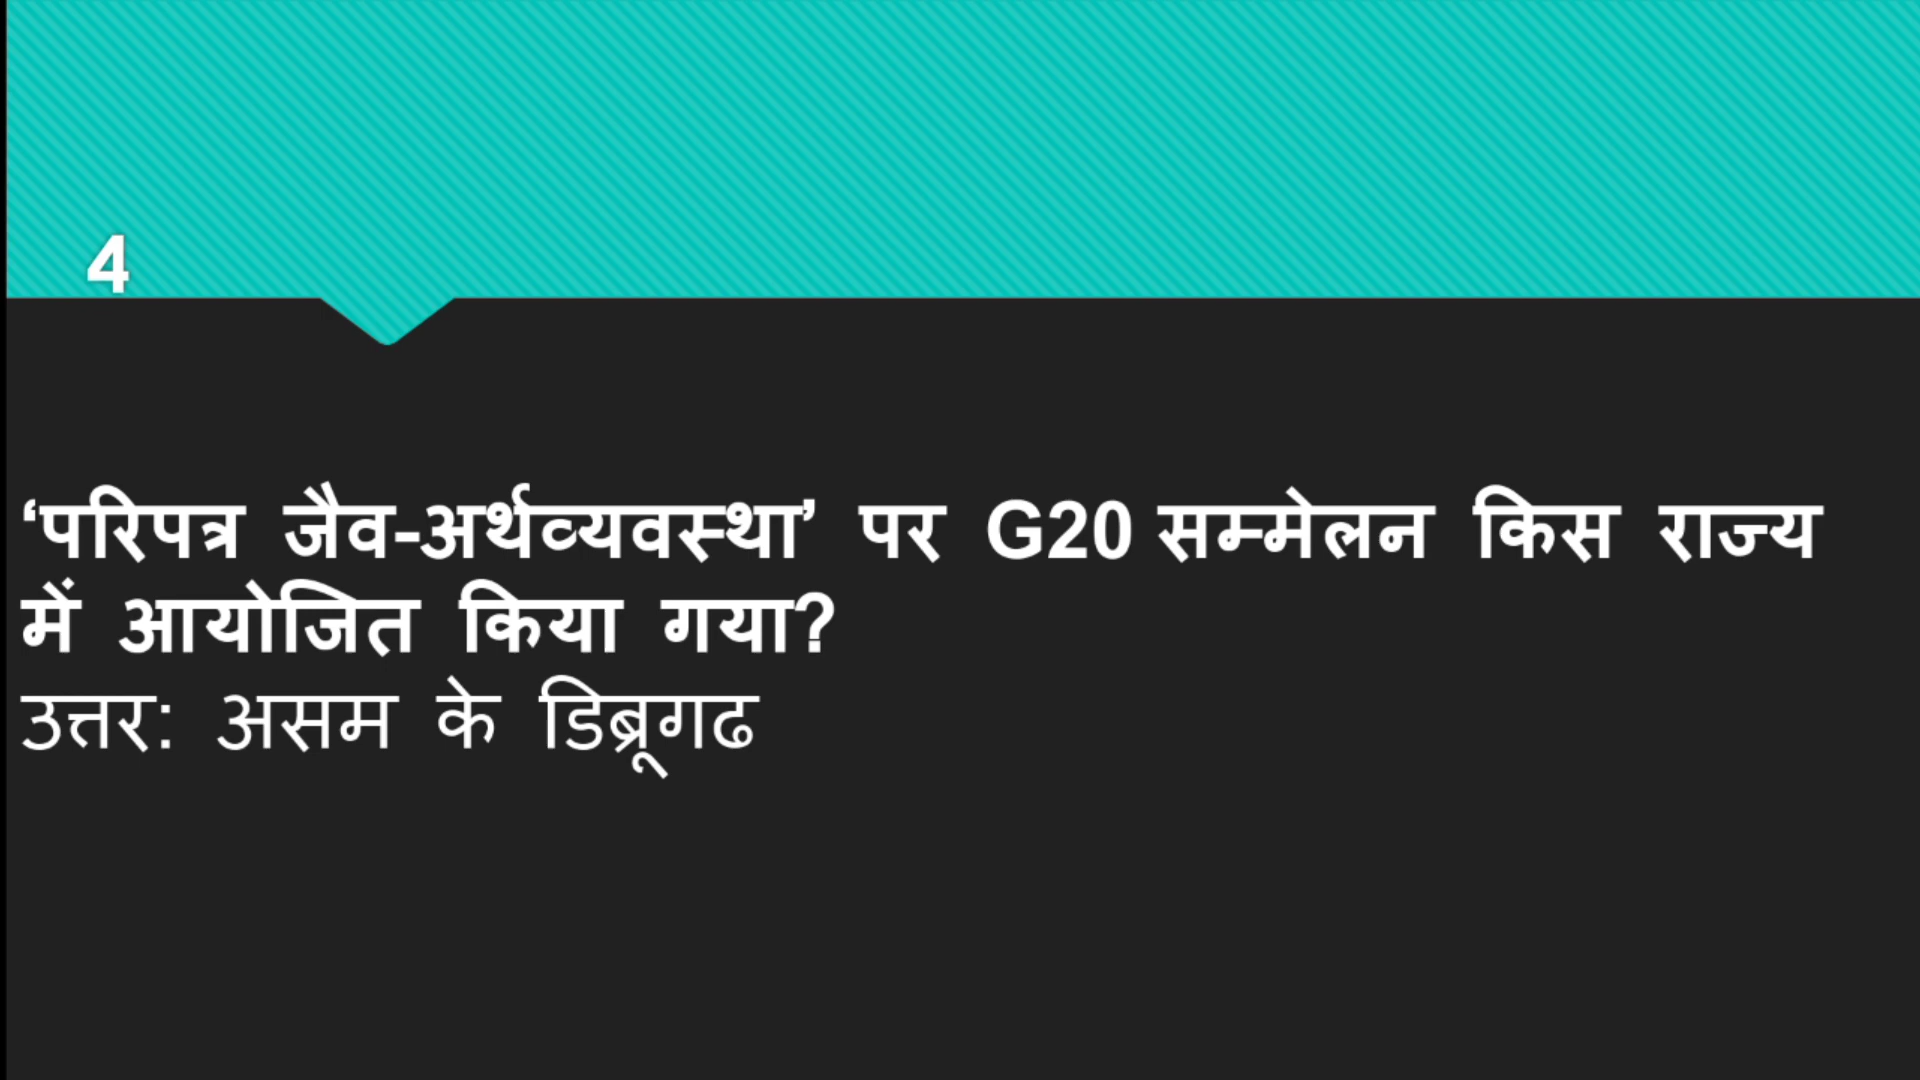 4
‘परिपत्र जैव-अर्थव्यवस्था’ पर G20 सम्मेलन किस राज्य
में आयोजित किया गया?
उत्तर: असम के डिब्रूगढ